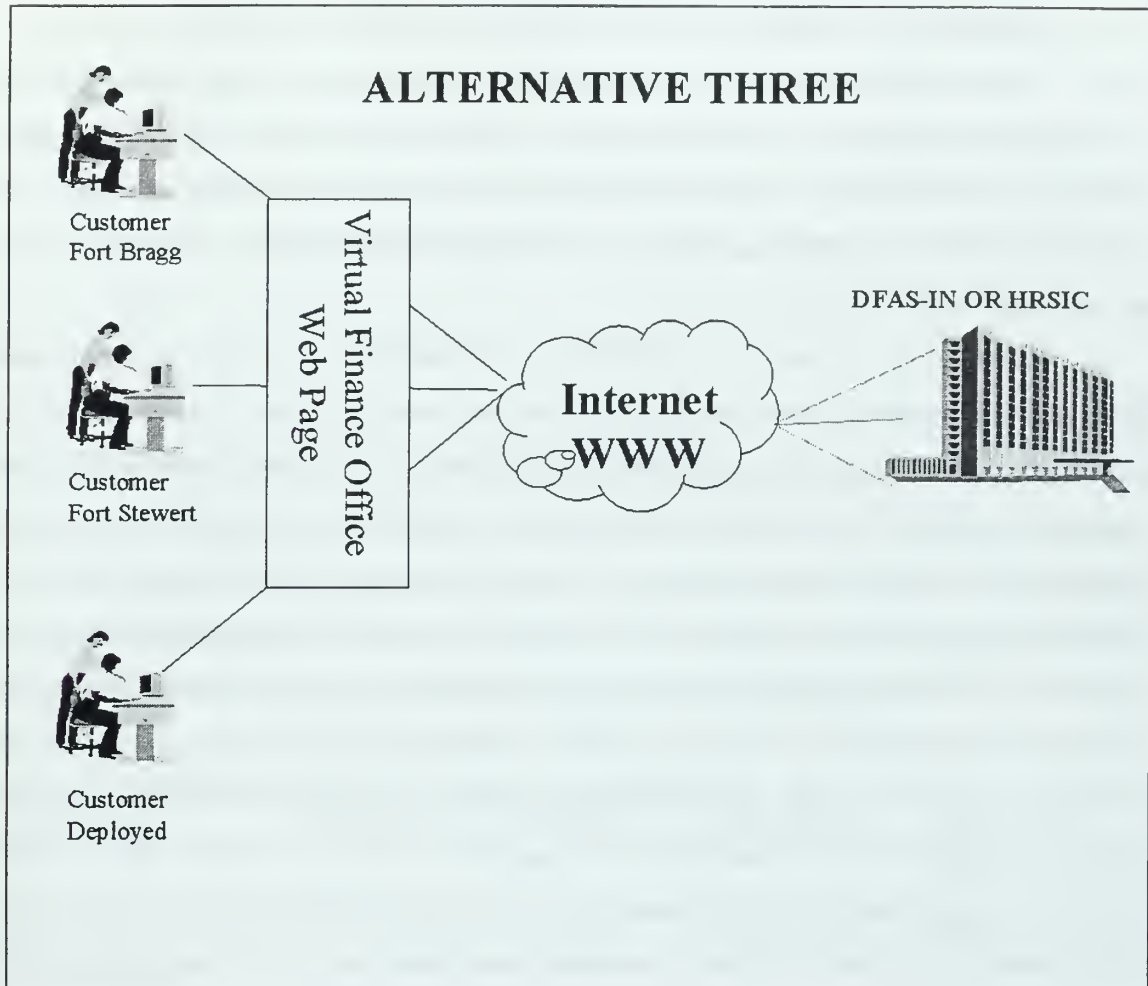 ALTERNATIVE THREE
Customer
Fort Bragg
Customer
Fort Stewert
Customer
Deployed
Virtual Finance Office
Web Page
Internet
WWW
DFAS-IN OR HRSIC